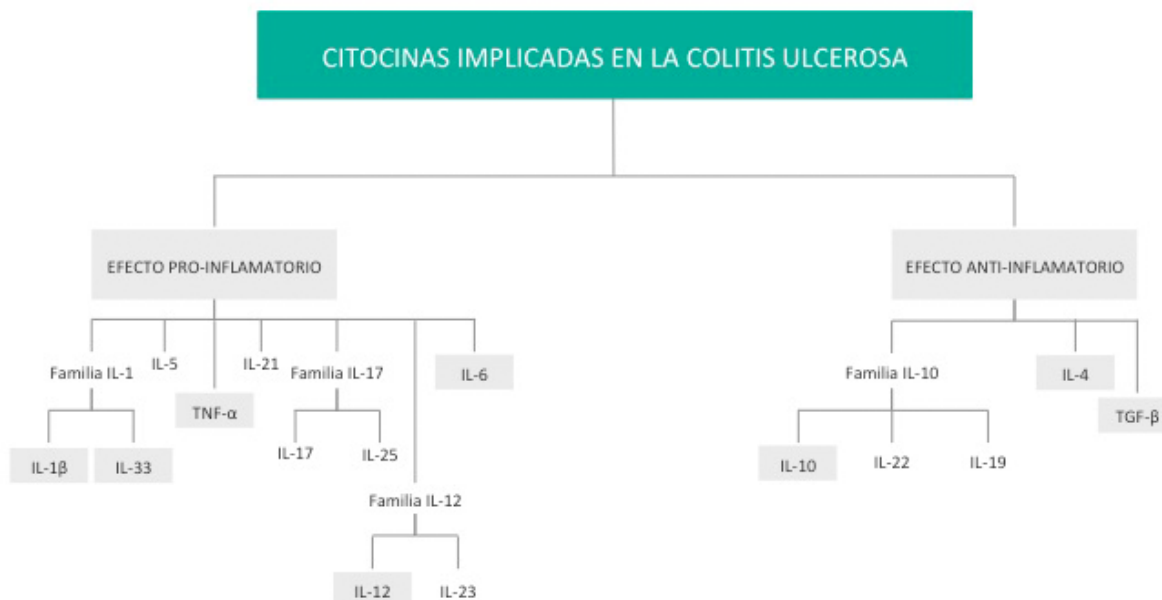 CITOCINAS IMPLICADAS EN LA COLITIS ULCEROSA
EFECTO PRO-INFLAMATORIO
EFECTO ANTI-INFLAMATORIO
Familia IL-1
IL-5
TNF-α
IL-21
Familia IL-17
IL-6
Familia IL-10
IL-4
TGF-β
IL-1β
IL-33
IL-17
IL-25
IL-10
IL-22
IL-19
Familia IL-12
IL-12
IL-23